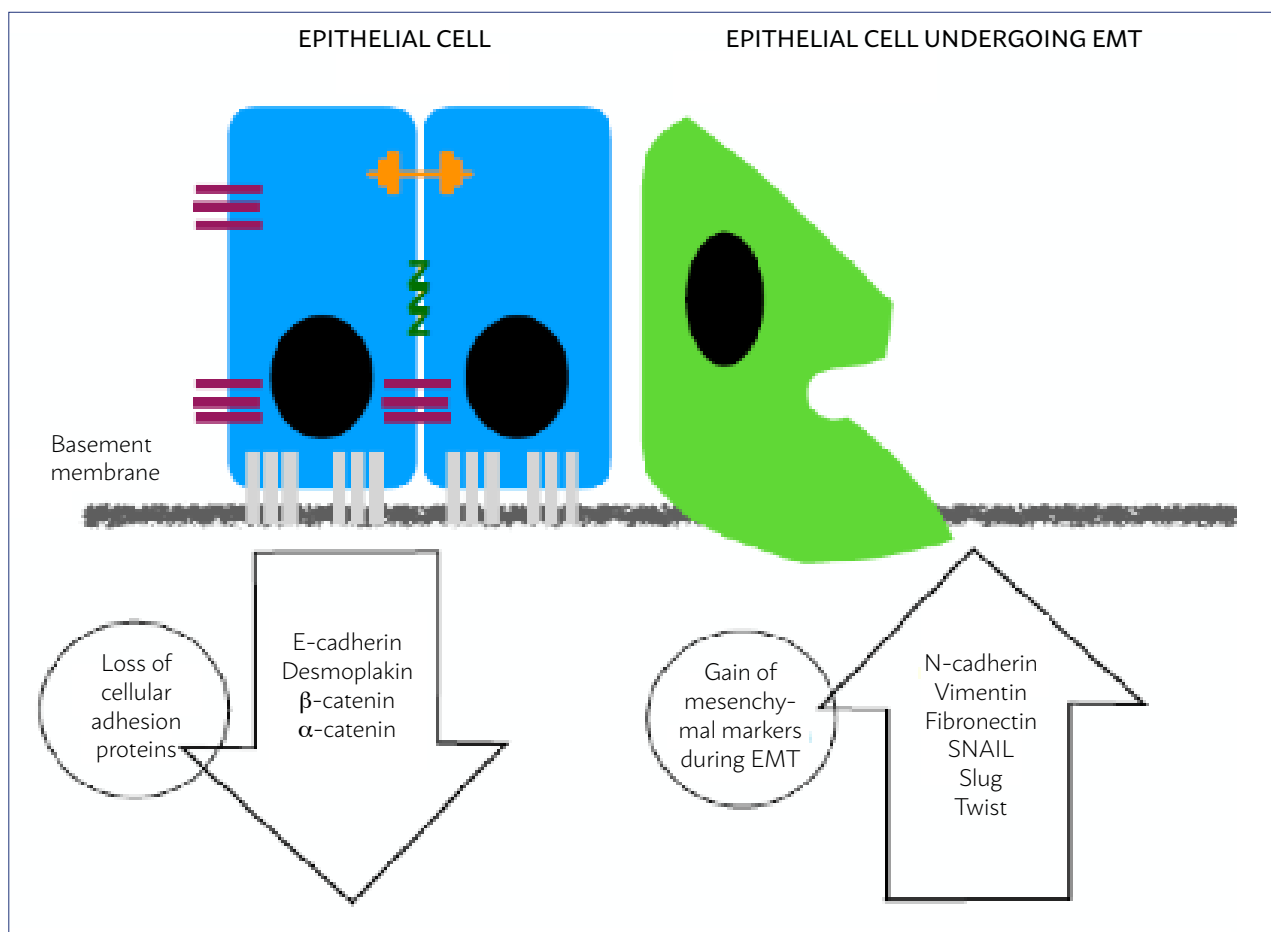 EPITHELIAL CELL
EPITHELIAL CELL UNDERGOING EMT
Basement
membrane
Loss of
cellular
adhesion
proteins
E-cadherin
Desmoplakin
β-catenin
α-catenin
Gain of
mesenchy-
mal markers
during EMT
N-cadherin
Vimentin
Fibronectin
SNAIL
Slug
Twist